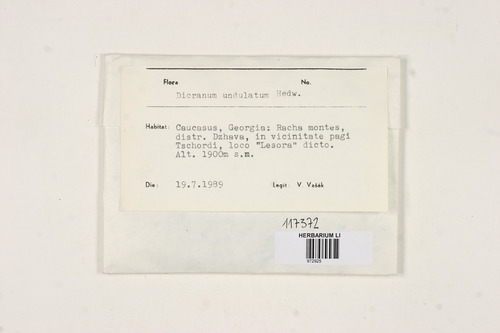 Flora No.
Dicranum undulatum Hedw.
Habitat: Caucasus, Georgia: Racha montes,
distr. Dzhava, in vicinitate pagi
Tschordi, loco "Lesora" dicto.
Alt. 1900m s.m.
Die: 19.7.1989 Legit: V. Vašák
117372
HERBARIUM LI
972925